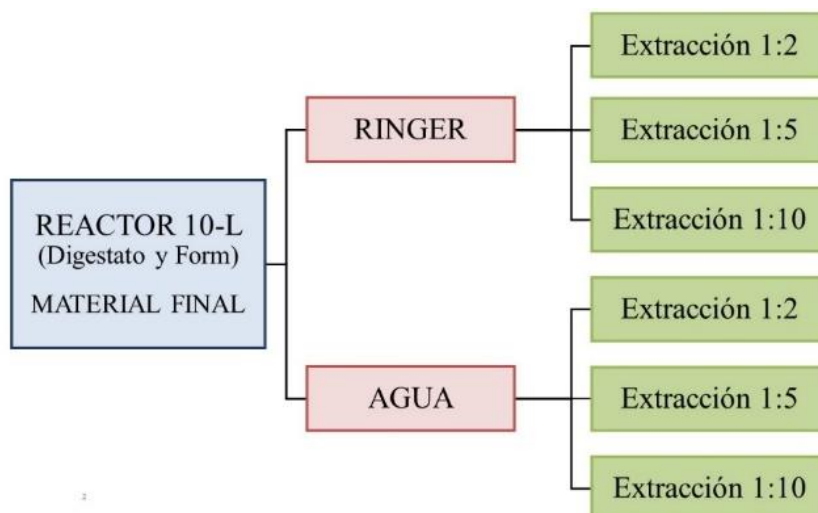 REACTOR 10-L
(Digestato y Form)
MATERIAL FINAL
RINGER
Extracción 1:2
Extracción 1:5
Extracción 1:10
AGUA
Extracción 1:2
Extracción 1:5
Extracción 1:10
2